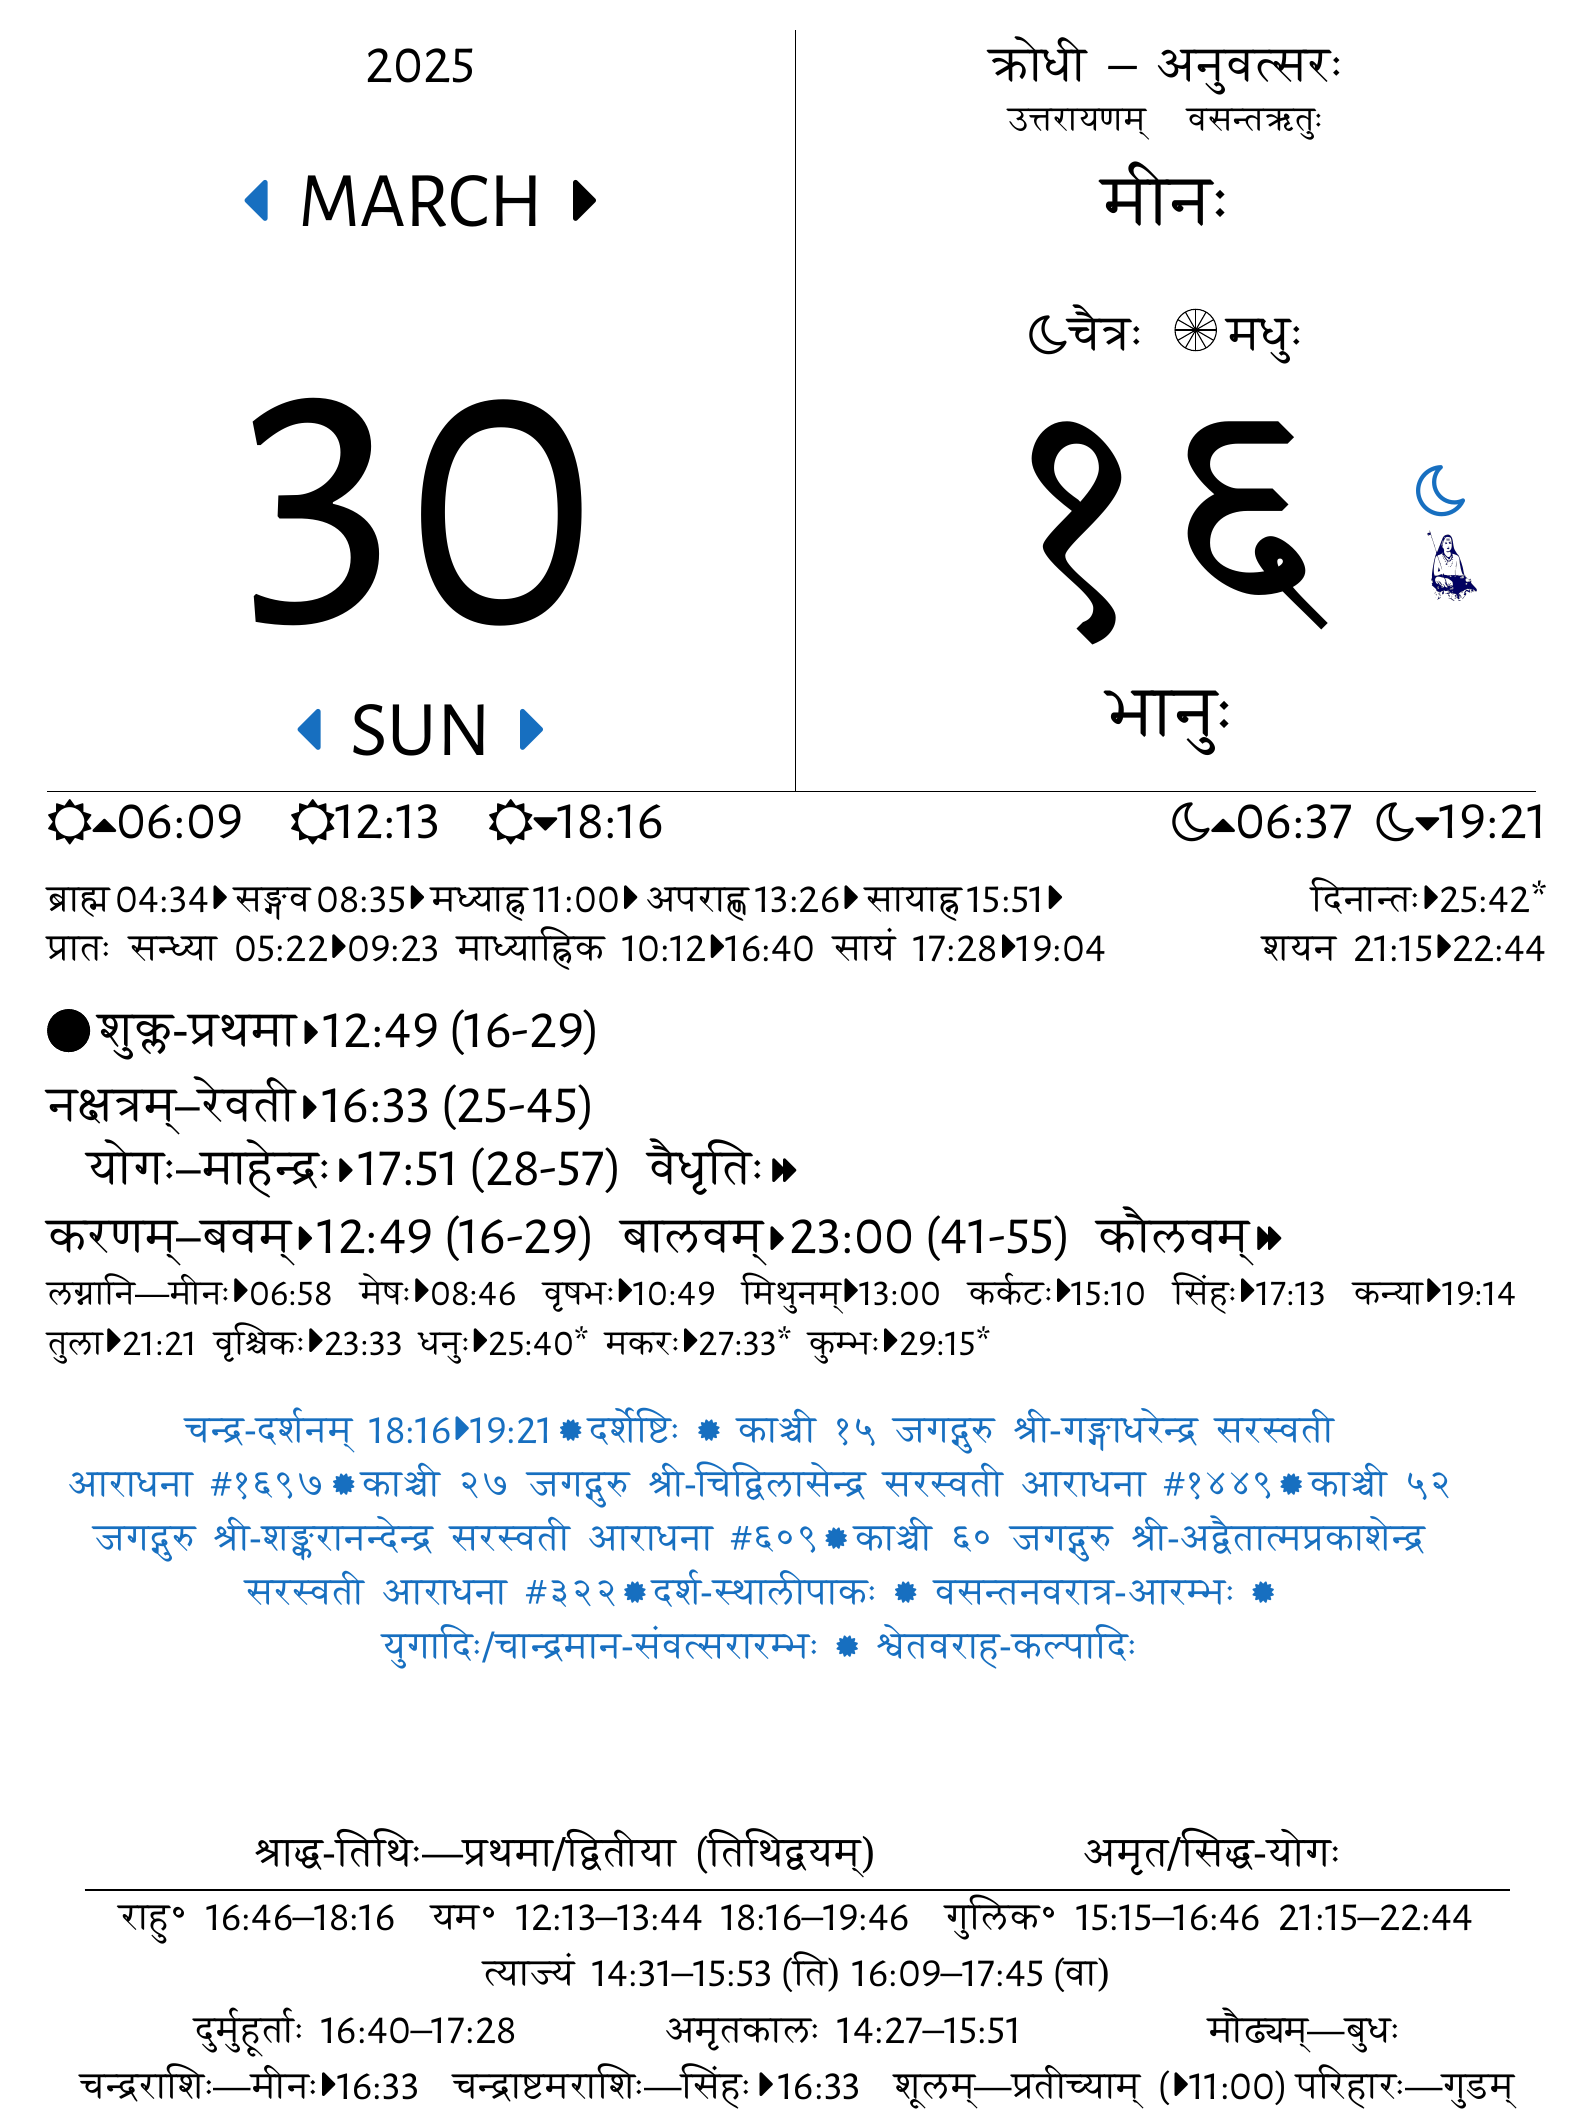 2025
MARCH
30
SUN
क्रोधी – अनुवत्सरः
उत्तरायणम् वसन्तऋतुः
मीनः
चैत्रः मधुः
१६
भानुः
06:09 12:13 18:16 06:37 19:21
ब्राह्म 04:34 सङ्गव 08:35 मध्याह्न 11:00 अपराह्ण 13:26 सायाह्न 15:51 दिनान्तः 25:42*
प्रातः सन्ध्या 05:22 09:23 माध्याह्निक 10:12 16:40 सायं 17:28 19:04 शयन 21:15 22:44
शुक्ल-प्रथमा 12:49 (16-29)
नक्षत्रम्–रेवती 16:33 (25-45)
योगः–माहेन्द्रः 17:51 (28-57) वैधृतिः
करणम्–बवम् 12:49 (16-29) बालवम् 23:00 (41-55) कौलवम्
लग्नानि—मीनः 06:58 मेषः 08:46 वृषभः 10:49 मिथुनम् 13:00 कर्कटः 15:10 सिंहः 17:13 कन्या 19:14
तुला 21:21 वृश्चिकः 23:33 धनुः 25:40* मकरः 27:33* कुम्भः 29:15*
चन्द्र-दर्शनम् 18:16 19:21 दर्शेष्टिः काञ्ची १५ जगद्गुरु श्री-गङ्गाधरेन्द्र सरस्वती
आराधना #१६९७ काञ्ची २७ जगद्गुरु श्री-चिद्विलासेन्द्र सरस्वती आराधना #१४४९ काञ्ची ५२
जगद्गुरु श्री-शङ्करानन्देन्द्र सरस्वती आराधना #६०९ काञ्ची ६० जगद्गुरु श्री-अद्वैतात्मप्रकाशेन्द्र
सरस्वती आराधना #३२२ दर्श-स्थालीपाकः वसन्तनवरात्र-आरम्भः
युगादिः/चान्द्रमान-संवत्सरारम्भः श्वेतवराह-कल्पादिः
श्राद्ध-तिथिः—प्रथमा/द्वितीया (तिथिद्वयम्) अमृत/सिद्ध-योगः
राहु॰ 16:46–18:16 यम॰ 12:13–13:44 18:16–19:46 गुलिक॰ 15:15–16:46 21:15–22:44
त्याज्यं 14:31–15:53 (ति) 16:09–17:45 (वा)
दुर्मुहूर्ताः 16:40–17:28 अमृतकालः 14:27–15:51 मौढ्यम्—बुधः
चन्द्रराशिः—मीनः 16:33 चन्द्राष्टमराशिः—सिंहः 16:33 शूलम्—प्रतीच्याम् (11:00) परिहारः—गुडम्